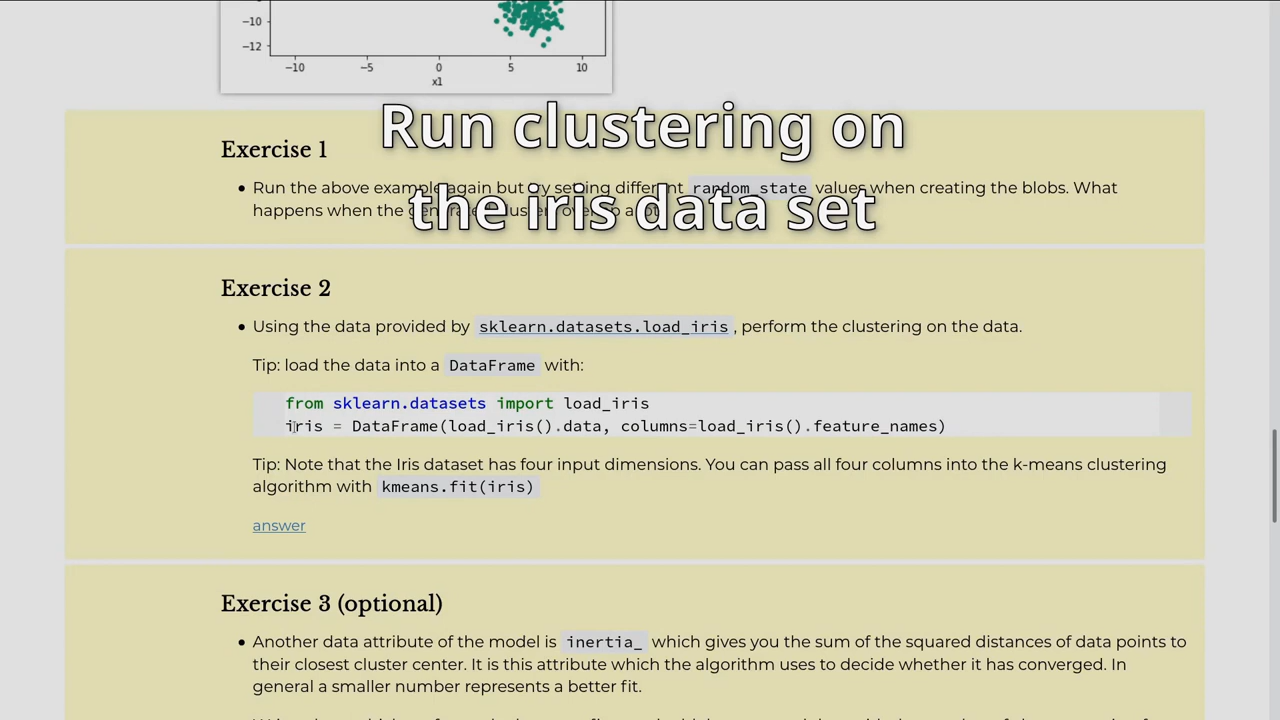 −10
−12
−10 −5 0 5 10
x1
Run clustering on
the iris data set
Exercise 1
Run the above example again but try setting different random_state values when creating the blobs. What
happens when the generated clusters overlap a lot?
Exercise 2
Using the data provided by sklearn.datasets.load_iris, perform the clustering on the data.
Tip: load the data into a DataFrame with:
from sklearn.datasets import load_iris
iris = DataFrame(load_iris().data, columns=load_iris().feature_names)
Tip: Note that the Iris dataset has four input dimensions. You can pass all four columns into the k-means clustering
algorithm with kmeans.fit(iris)
answer
Exercise 3 (optional)
Another data attribute of the model is inertia_ which gives you the sum of the squared distances of data points to
their closest cluster center. It is this attribute which the algorithm uses to decide whether it has converged. In
general a smaller number represents a better fit.